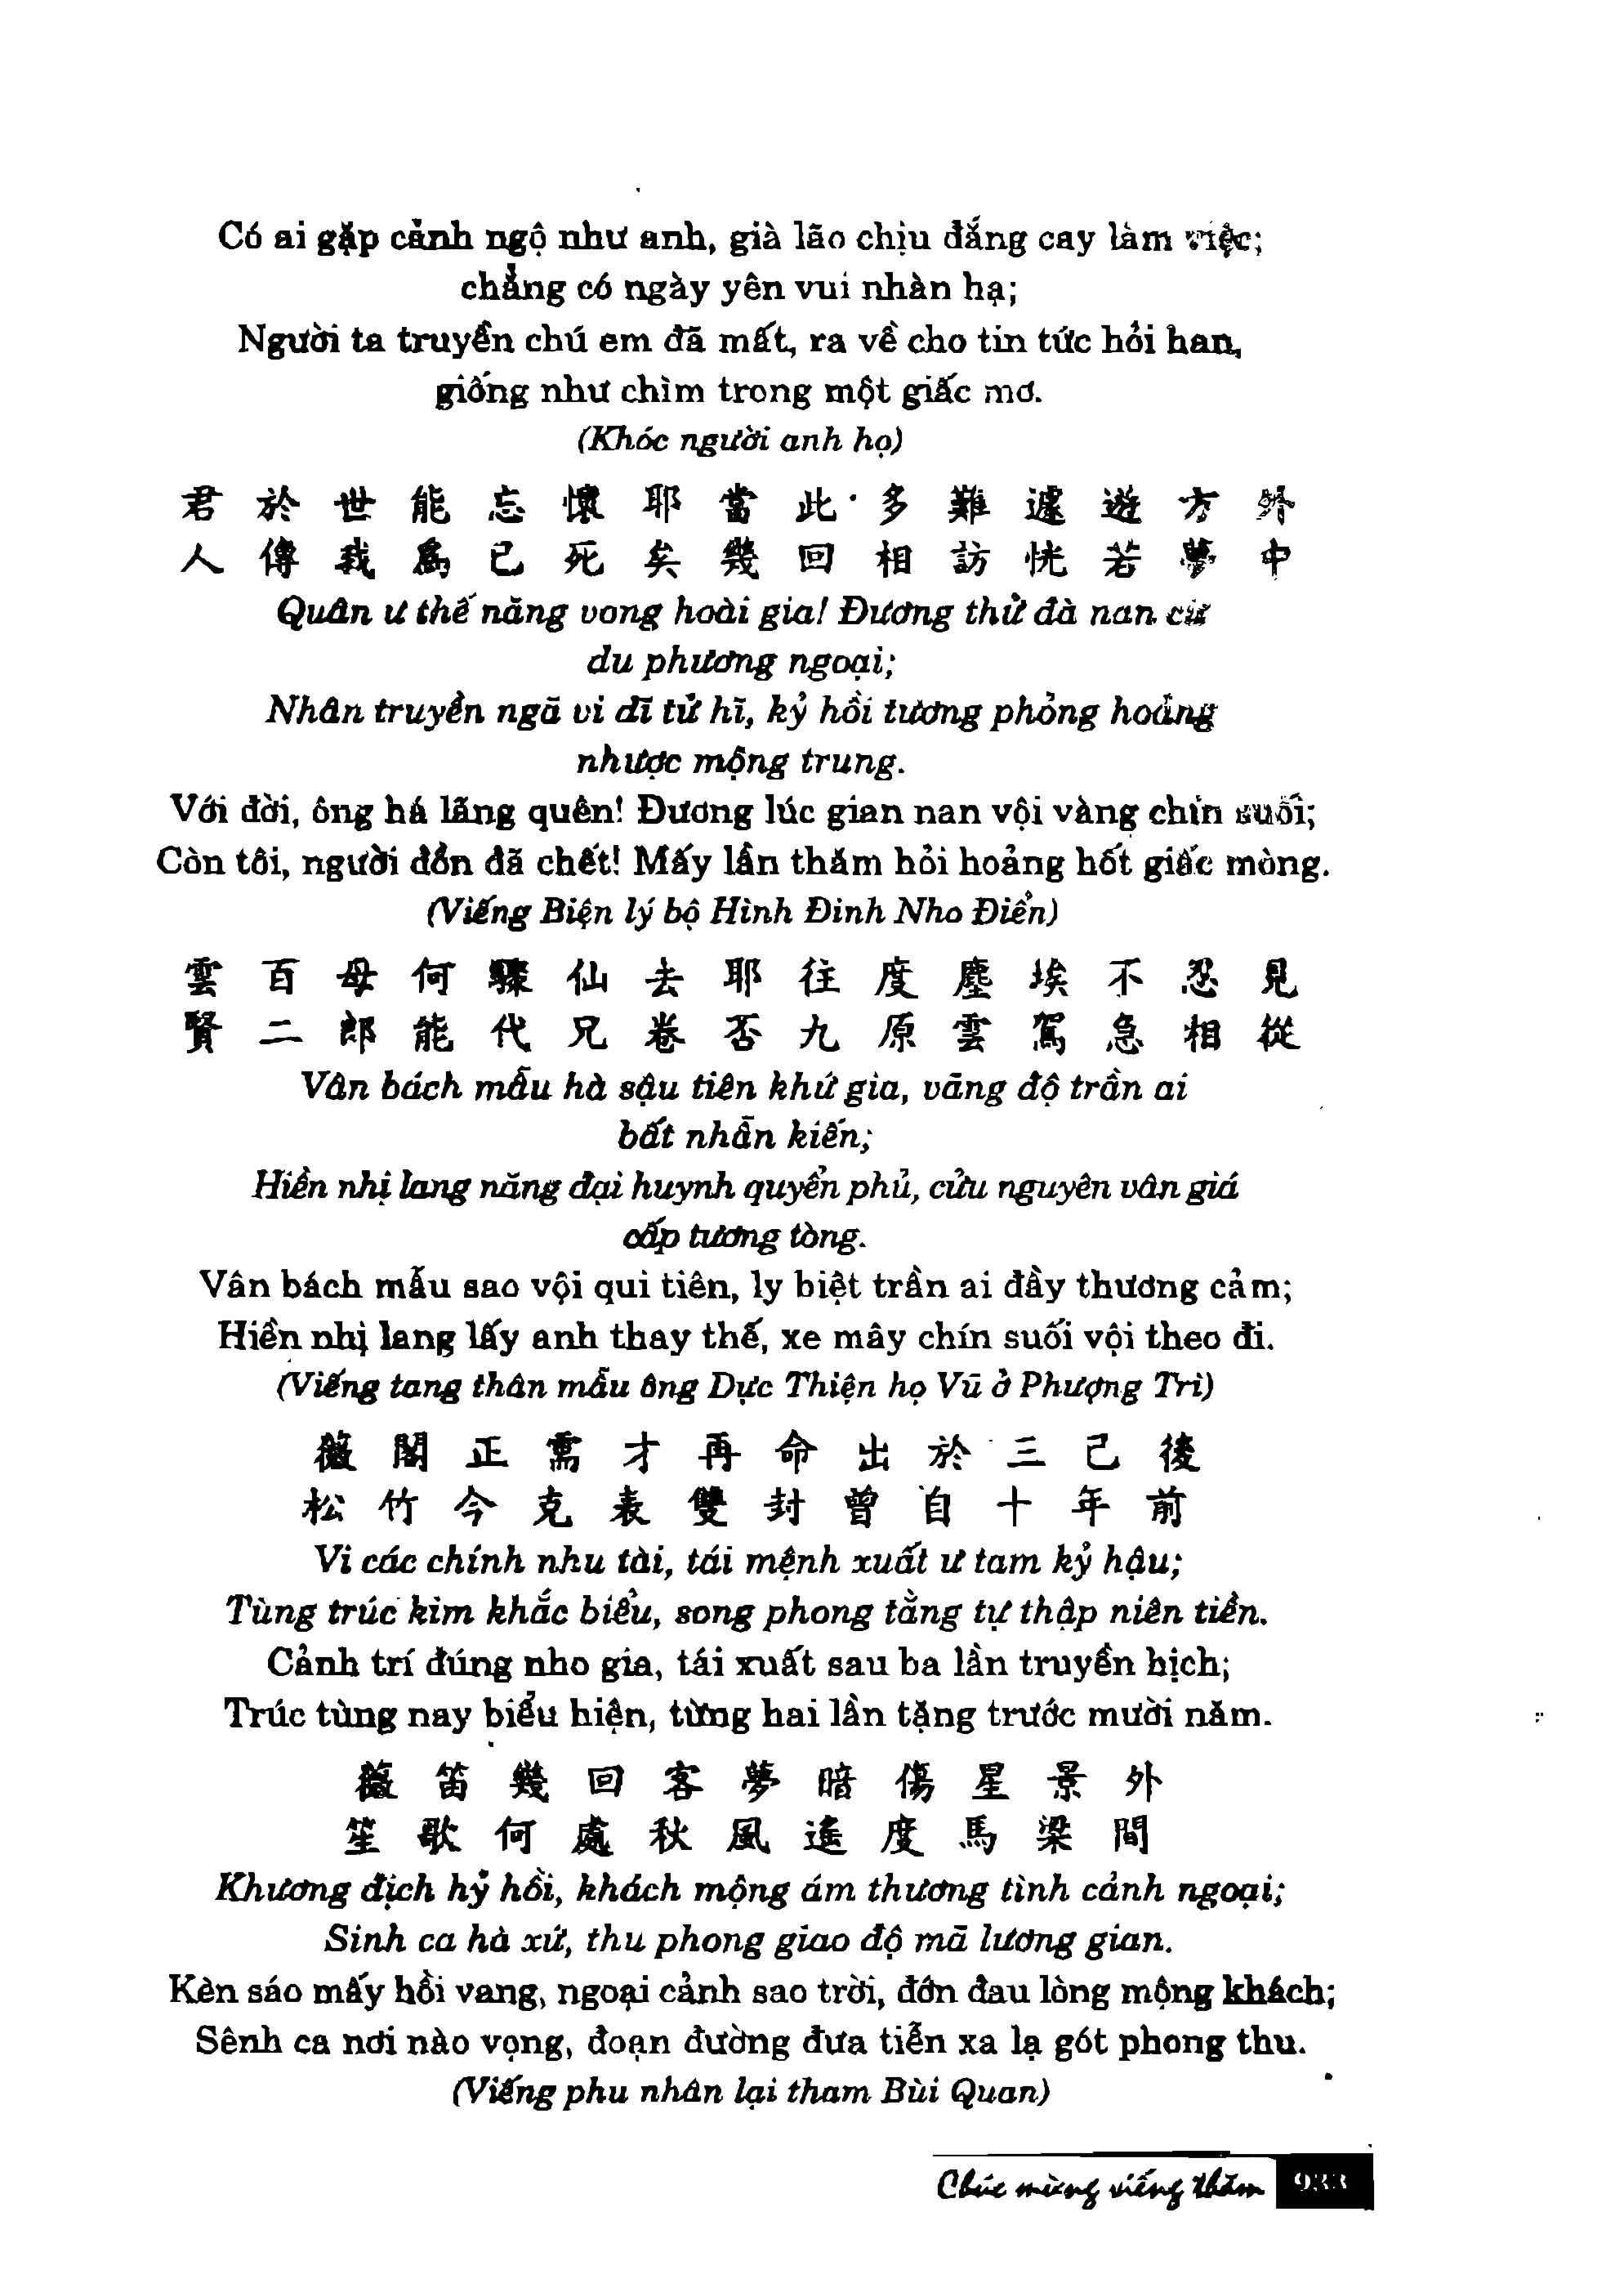 Có ai gặp cảnh ngộ như anh, già lão chịu đắng cay làm việc;
chẳng có ngày yên vui nhàn hạ;
Người ta truyền chú em đã mất, ra về cho tin tức hỏi han,
giống như chìm trong một giấc mơ.
(Khóc người anh họ)
君於世能忘懷耶當此多難遽遊方外
人傳我為已死矣幾回相訪恍若夢中
Quân ư thế năng vong hoài gia! Đương thử đà nan cừ
du phương ngoại;
Nhân truyền ngã vi dĩ tử hĩ, kỷ hồi tương phỏng hoảng
nhược mộng trung.
Với đời, ông há lãng quên! Đương lúc gian nan vội vàng chín suối;
Còn tôi, người đồn đã chết! Mấy lần thăm hỏi hoảng hốt giấc mòng.
(Viếng Biện lý bộ Hình Đinh Nho Điển)
雲百母何驟仙去耶往度塵埃不忍見
賢二郎能代兄卷否九原雲駕急相從
Vân bách mẫu hà sậu tiên khứ gia, vãng độ trần ai
bất nhẫn kiến;
Hiền nhị lang năng đại huynh quyển phủ, cửu nguyên vân giá
cấp tương tòng.
Vân bách mẫu sao vội qui tiên, ly biệt trần ai đầy thương cảm;
Hiền nhị lang lấy anh thay thế, xe mây chín suối vội theo đi.
(Viếng tang thân mẫu ông Dực Thiện họ Vũ ở Phượng Trì)
薇閣正需才再命出於三己後
松竹今克表雙封曾自十年前
Vi các chính nhu tài, tái mệnh xuất ư tam kỷ hậu;
Tùng trúc kim khắc biểu, song phong tằng tự thập niên tiền.
Cảnh trí đúng nho gia, tái xuất sau ba lần truyền hịch;
Trúc tùng nay biểu hiện, từng hai lần tặng trước mười năm.
薇笛幾回客夢暗傷星景外
笙歌何處秋風遙度馬梁間
Khương địch hỷ hồi, khách mộng ám thương tình cảnh ngoại;
Sinh ca hà xứ, thu phong giao độ mã lương gian.
Kèn sáo mấy hồi vang, ngoại cảnh sao trời, đớn đau lòng mộng khách;
Sênh ca nơi nào vọng, đoạn đường đưa tiễn xa lạ gót phong thu.
(Viếng phu nhân lại tham Bùi Quan)
Chúc mừng viếng thăm 933